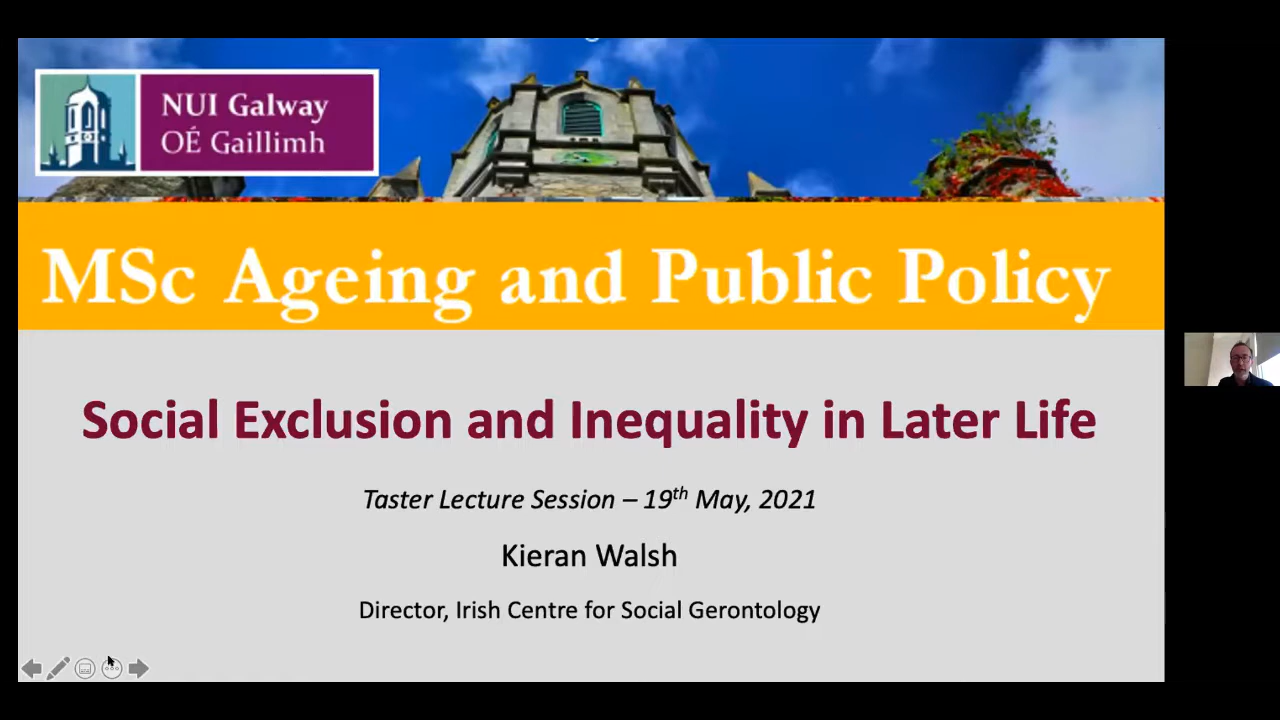 NUI Galway
OÉ Gaillimh
MSc Ageing and Public Policy
Social Exclusion and Inequality in Later Life
Taster Lecture Session – 19th May, 2021
Kieran Walsh
Director, Irish Centre for Social Gerontology